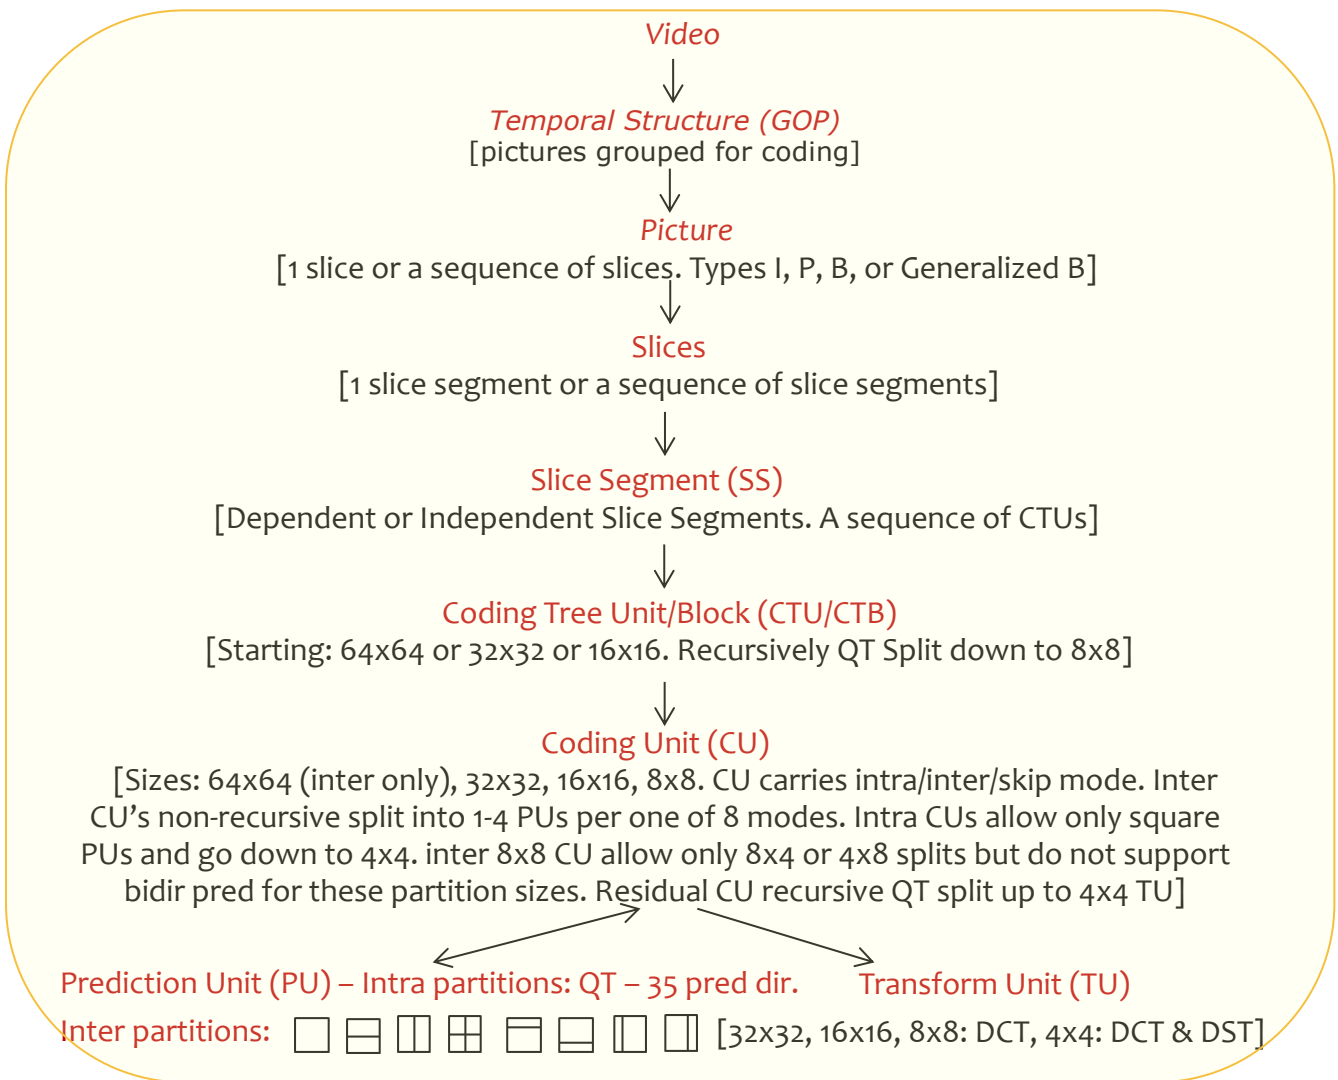 Video
Temporal Structure (GOP)
[pictures grouped for coding]
Picture
[1 slice or a sequence of slices. Types I, P, B, or Generalized B]
Slices
[1 slice segment or a sequence of slice segments]
Slice Segment (SS)
[Dependent or Independent Slice Segments. A sequence of CTUs]
Coding Tree Unit/Block (CTU/CTB)
[Starting: 64x64 or 32x32 or 16x16. Recursively QT Split down to 8x8]
Coding Unit (CU)
[Sizes: 64x64 (inter only), 32x32, 16x16, 8x8. CU carries intra/inter/skip mode. Inter
CU’s non-recursive split into 1-4 PUs per one of 8 modes. Intra CUs allow only square
PUs and go down to 4x4. inter 8x8 CU allow only 8x4 or 4x8 splits but do not support
bidir pred for these partition sizes. Residual CU recursive QT split up to 4x4 TU]
Prediction Unit (PU) – Intra partitions: QT – 35 pred dir.
Transform Unit (TU)
Inter partitions:
[32x32, 16x16, 8x8: DCT, 4x4: DCT & DST]